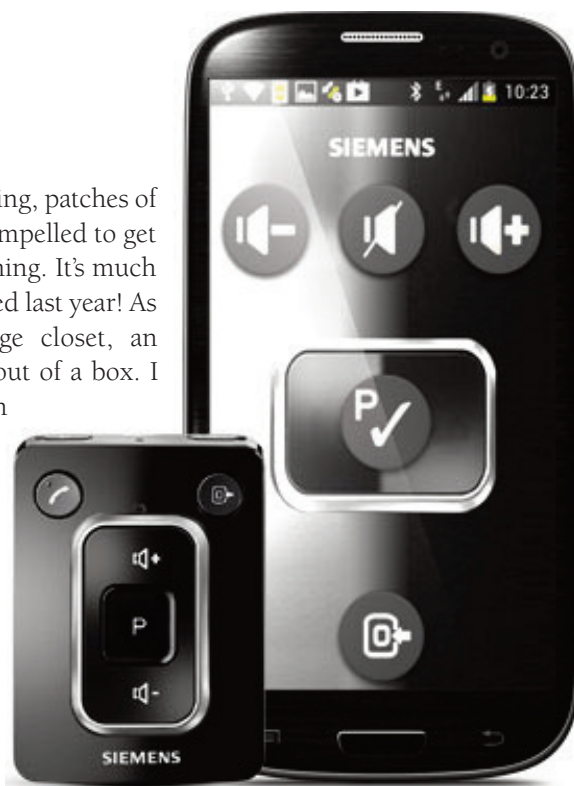 10:23
SIEMENS
ing, patches of
mpelled to get
ning. It's much
ed last year! As
ge closet, an
out of a box. I
P
P
SIEMENS